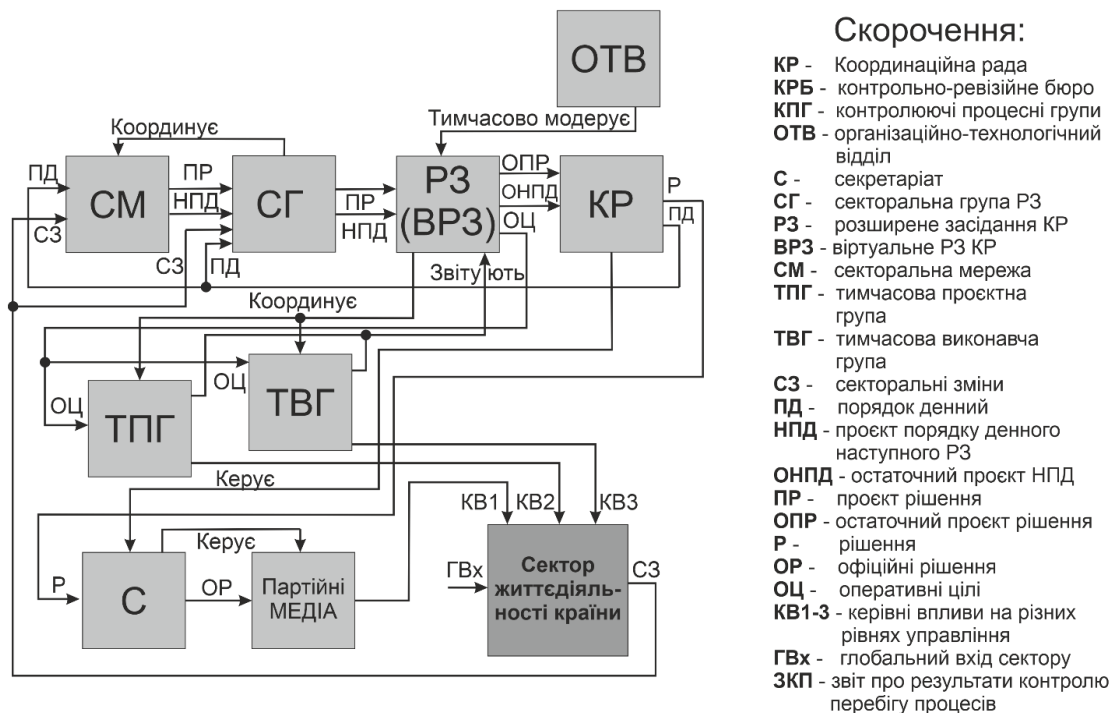 ОТВ
Тимчасово модерує
Координує
ПД
СМ
ПР
НПД
СЗ
СГ
ПР
НПД
СЗ
ПД
РЗ
(ВРЗ)
ОПР
ОНПД
ОЦ
КР
Р
ПД
Звітують
Координує
ОЦ
ТПГ
ОЦ
ТВГ
Керує
КВ1
КВ2
КВ3
Керує
Р
С
ОР
Партійні
МЕДІА
ГВх
Сектор
життєдіяль-
ності країни
СЗ
Скорочення:
КР - Координаційна рада
КРБ - контрольно-ревізійне бюро
КПГ - контролюючі процесні групи
ОТВ - організаційно-технологічний
відділ
С - секретаріат
СГ - секторальна група РЗ
РЗ - розширене засідання КР
ВРЗ - віртуальне РЗ КР
СМ - секторальна мережа
ТПГ - тимчасова проєктна
група
ТВГ - тимчасова виконавча
група
СЗ - секторальні зміни
ПД - порядок денний
НПД - проєкт порядку денного
наступного РЗ
ОНПД - остаточний проєкт НПД
ПР - проєкт рішення
ОПР - остаточний проєкт рішення
Р - рішення
ОР - офіційні рішення
ОЦ - оперативні цілі
КВ1-3 - керівні впливи на різних
рівнях управління
ГВх - глобальний вхід сектору
ЗКП - звіт про результати контролю
перебігу процесів